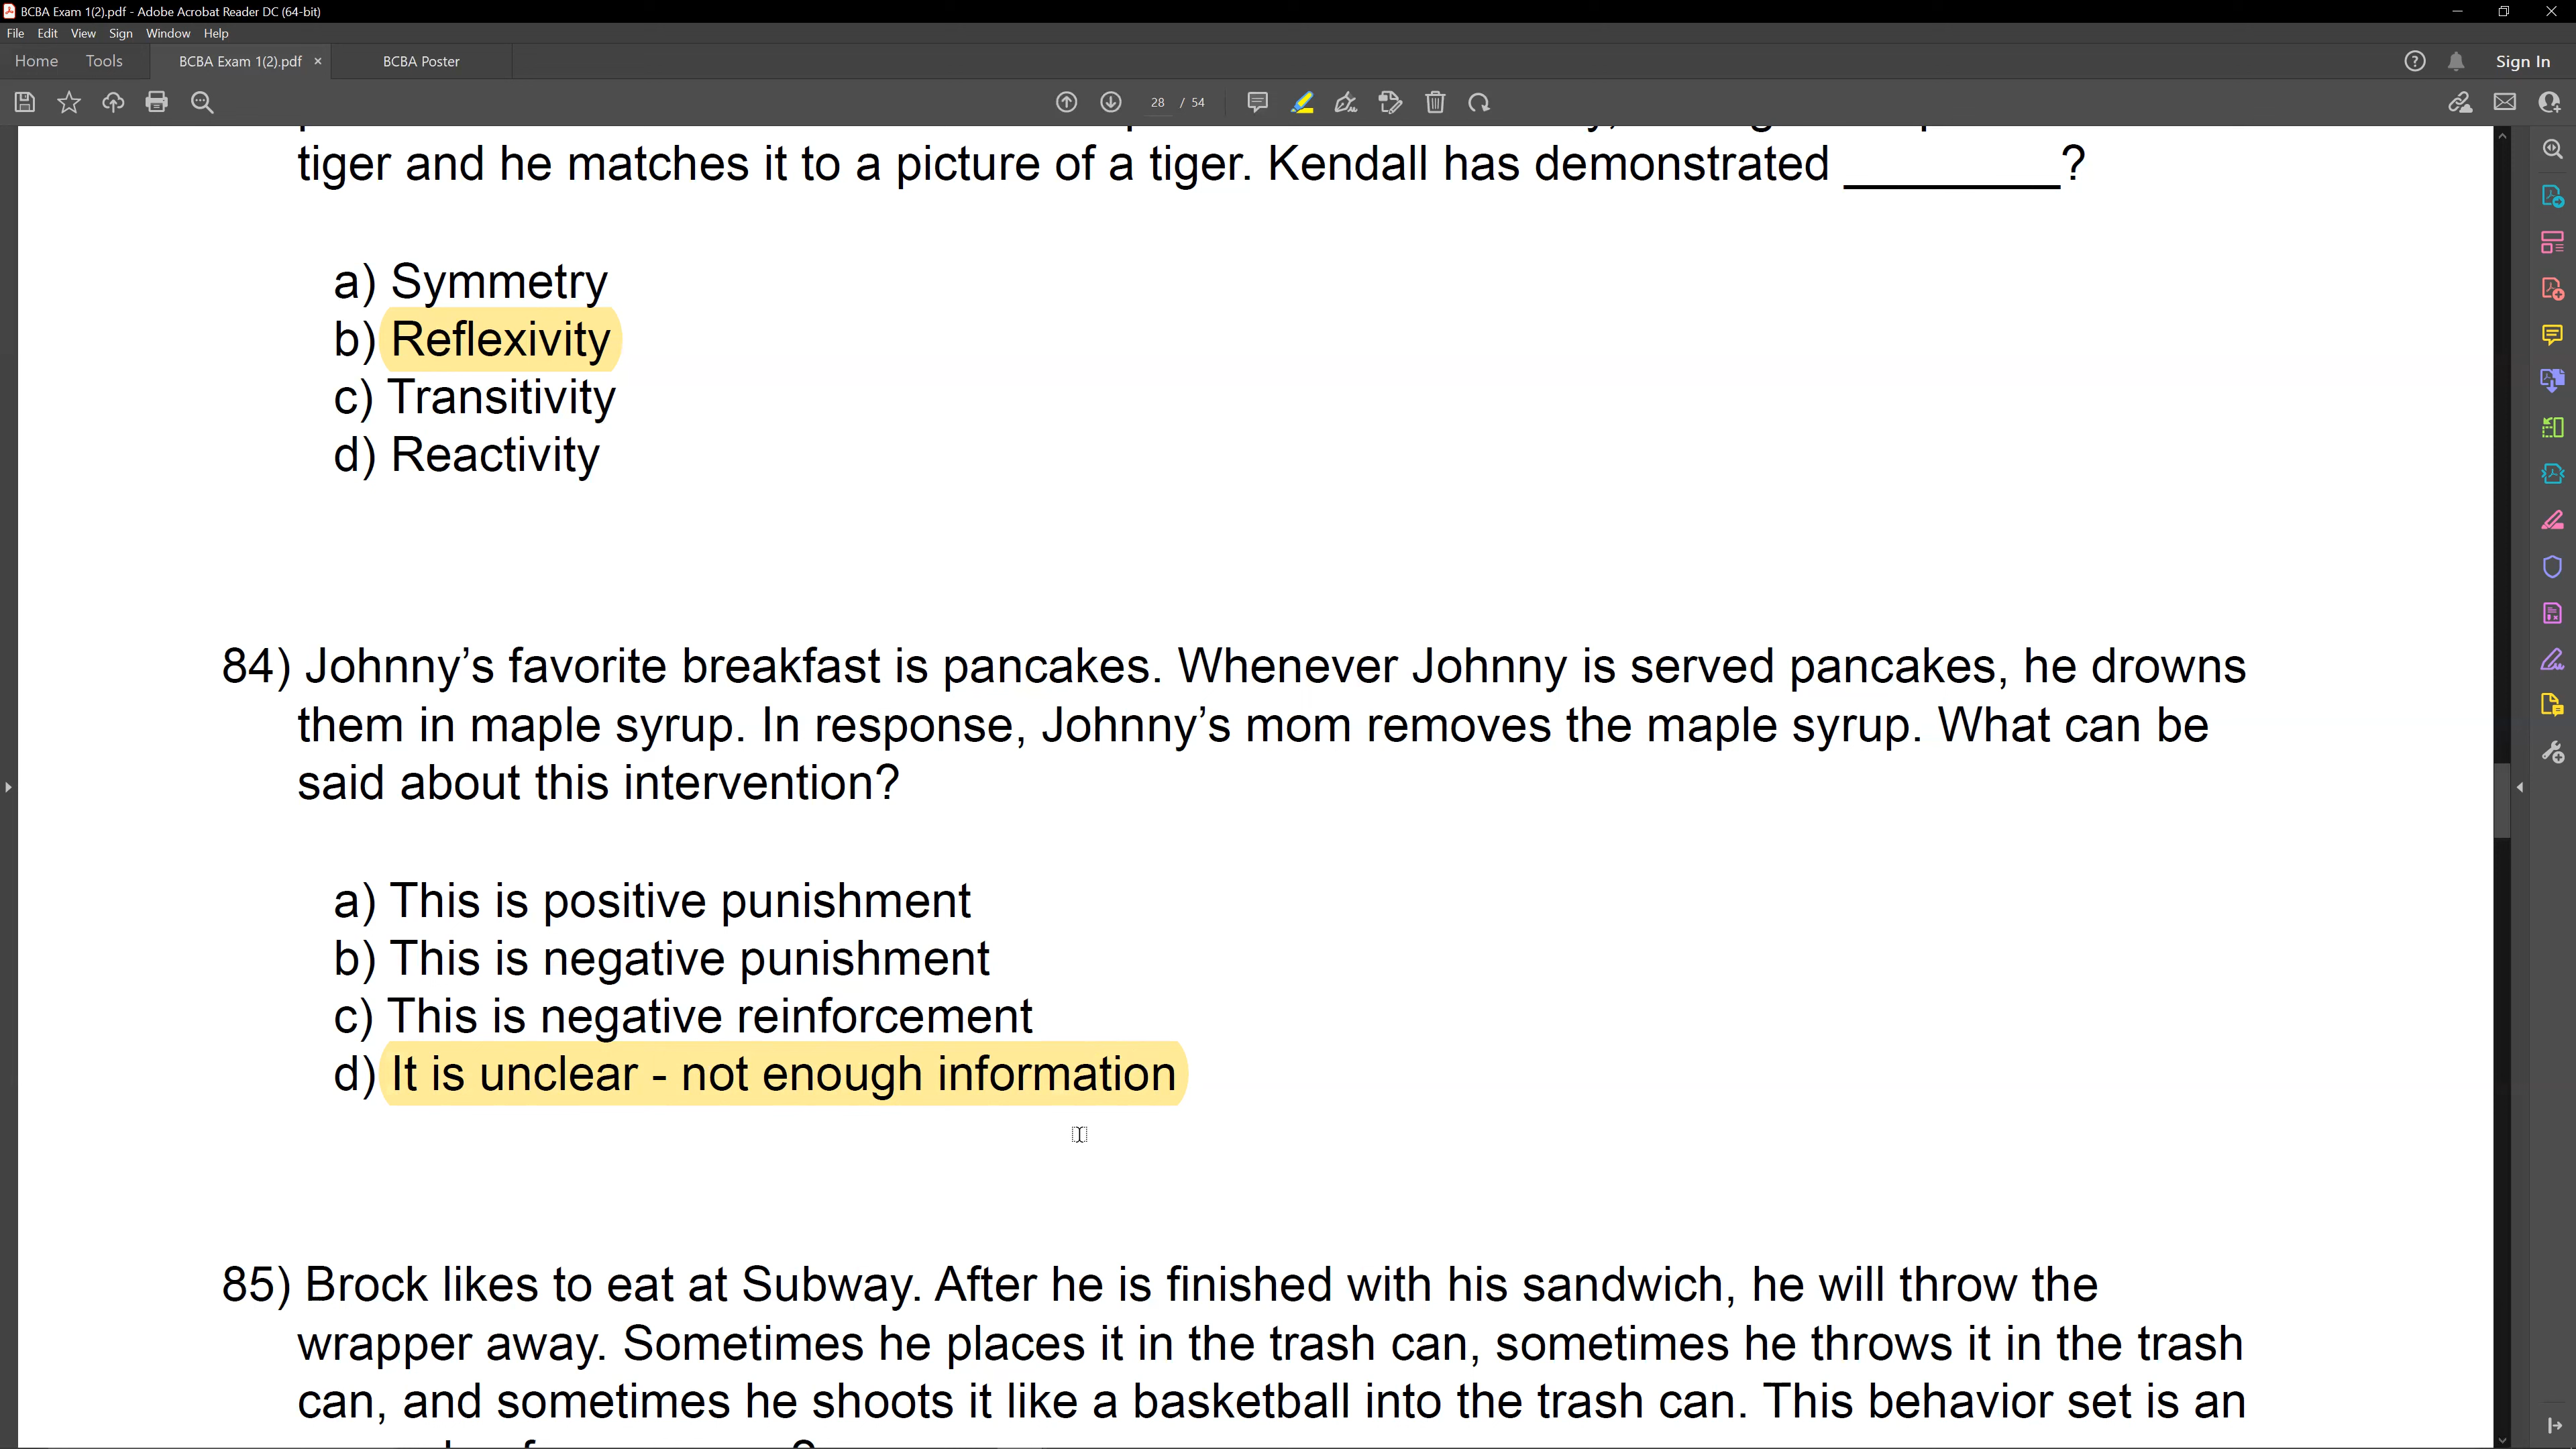 BCBA Exam 1(2).pdf - Adobe Acrobat Reader DC (64-bit)
File Edit View Sign Window Help
Home Tools BCBA Exam 1(2).pdf × BCBA Poster Sign In
28 / 54
tiger and he matches it to a picture of a tiger. Kendall has demonstrated ________?
a) Symmetry
b) Reflexivity
c) Transitivity
d) Reactivity
84) Johnny’s favorite breakfast is pancakes. Whenever Johnny is served pancakes, he drowns
them in maple syrup. In response, Johnny’s mom removes the maple syrup. What can be
said about this intervention?
a) This is positive punishment
b) This is negative punishment
c) This is negative reinforcement
d) It is unclear - not enough information
85) Brock likes to eat at Subway. After he is finished with his sandwich, he will throw the
wrapper away. Sometimes he places it in the trash can, sometimes he throws it in the trash
can, and sometimes he shoots it like a basketball into the trash can. This behavior set is an